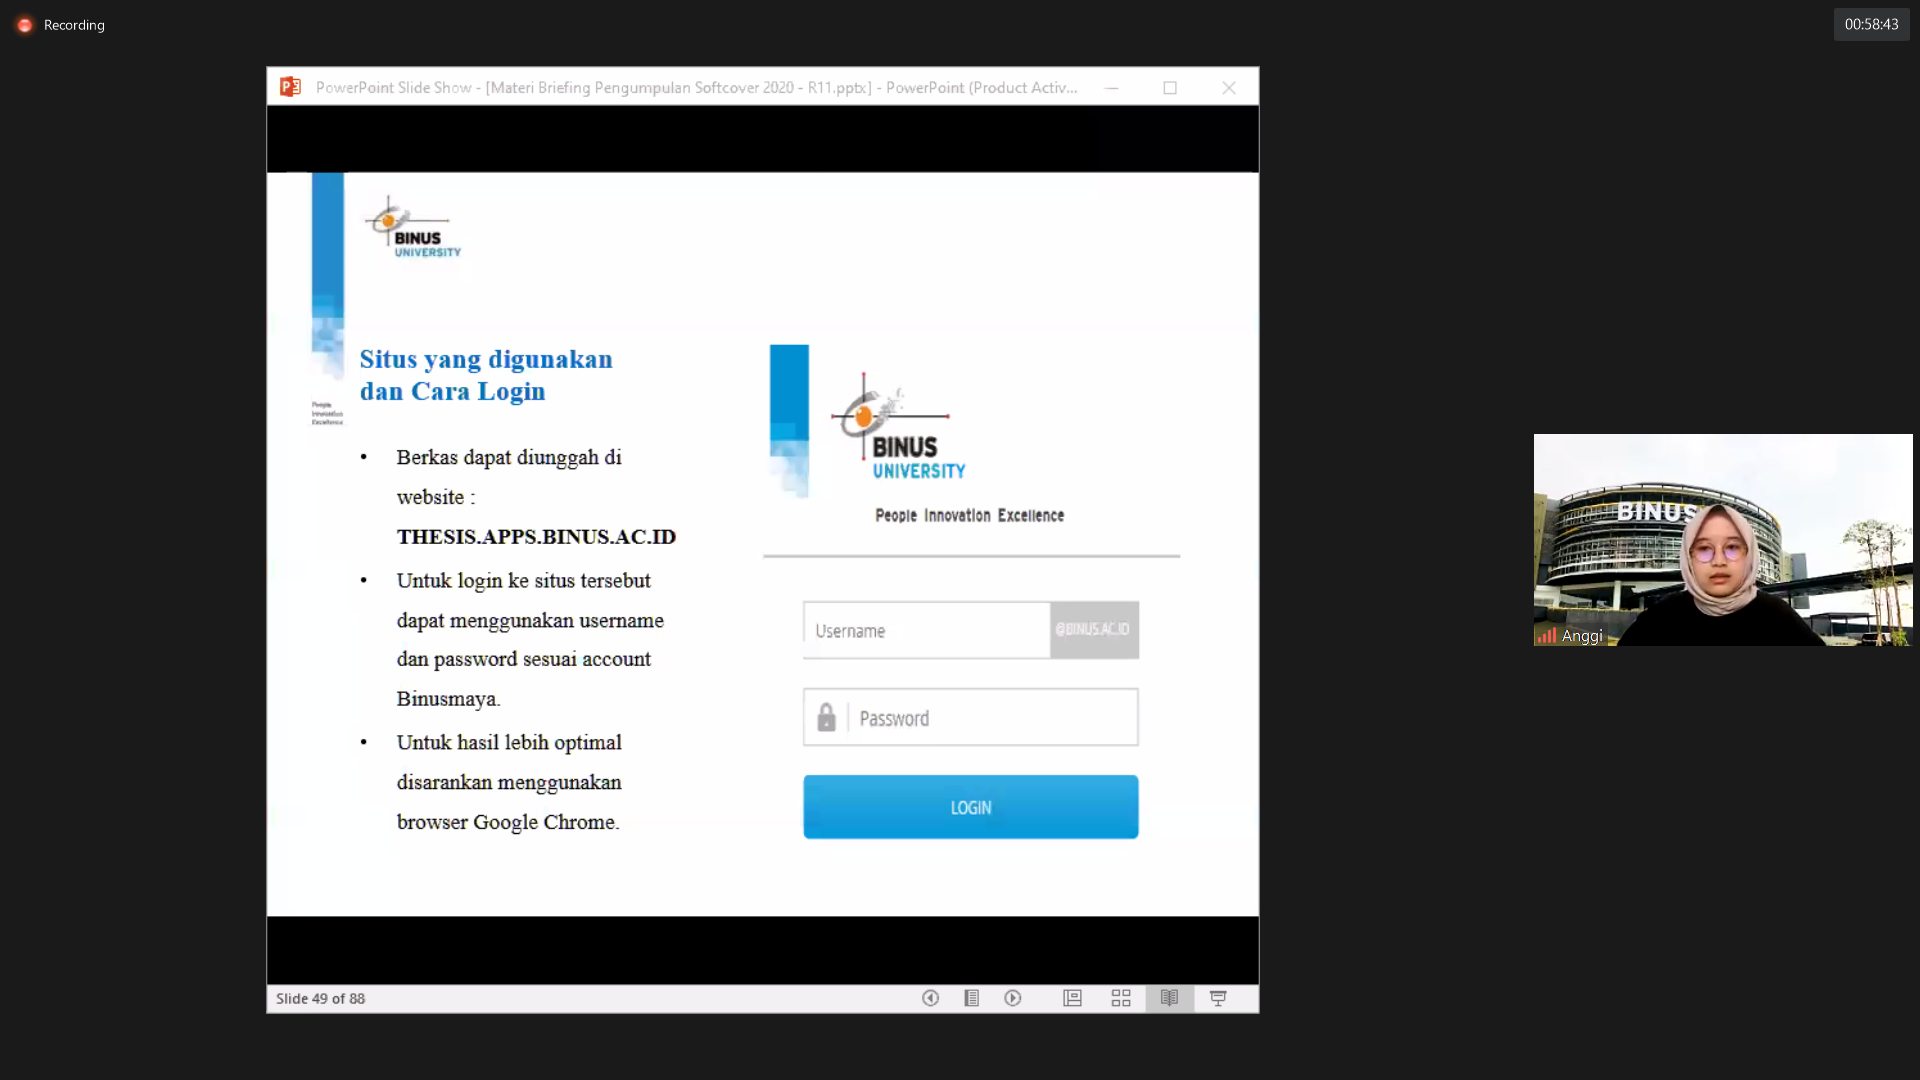 Recording
00:58:43
PowerPoint Slide Show - [Materi Briefing Pengumpulan Softcover 2020 - R11.pptx] - PowerPoint (Product Activ...
BINUS
UNIVERSITY
People
Innovation
Excellence
Situs yang digunakan
dan Cara Login
• Berkas dapat diunggah di
website :
THESIS.APPS.BINUS.AC.ID
• Untuk login ke situs tersebut
dapat menggunakan username
dan password sesuai account
Binusmaya.
• Untuk hasil lebih optimal
disarankan menggunakan
browser Google Chrome.
BINUS
UNIVERSITY
People Innovation Excellence
Username
@BINUS.AC.ID
Password
LOGIN
BINUS
Anggi
Slide 49 of 88